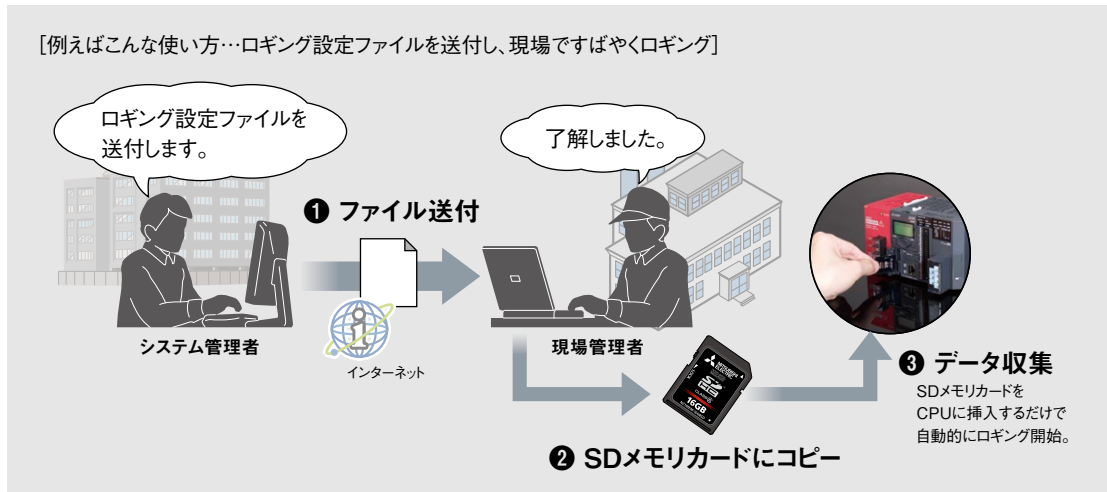 [例えばこんな使い方…ロギング設定ファイルを送付し、現場ですばやくロギング]
ロギング設定ファイルを
送付します。
了解しました。
❶ ファイル送付
システム管理者
インターネット
現場管理者
MITSUBISHI
ELECTRIC
SD
HC
16GB
❷ SDメモリカードにコピー
❸ データ収集
SDメモリカードを
CPUに挿入するだけで
自動的にロギング開始。